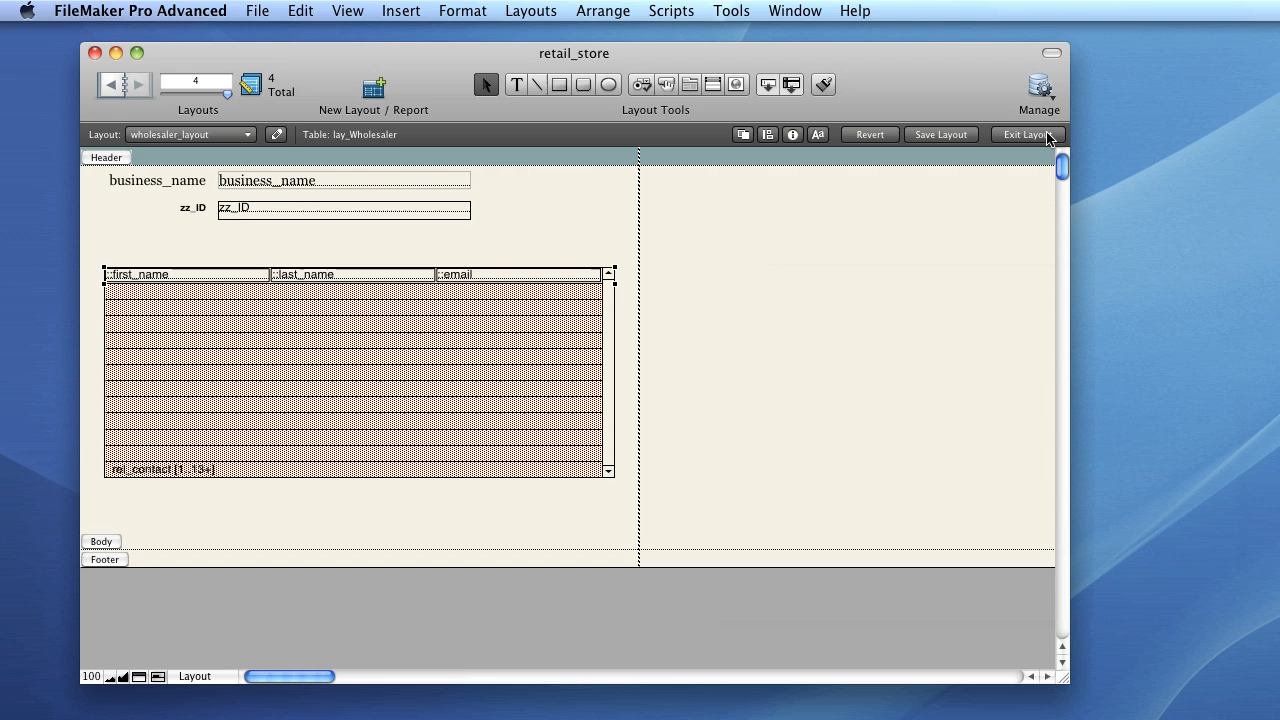 FileMaker Pro Advanced File Edit View Insert Format Layouts Arrange Scripts Tools Window Help
retail_store
4
4
Total
Layouts
New Layout / Report
Layout Tools
Manage
Layout: wholesaler_layout
Table: lay_Wholesaler
Aa
Revert
Save Layout
Exit Layout
Header
business_name business_name
zz_ID zz_ID
::first_name ::last_name ::email
rel_contact [1..13+]
Body
Footer
100
Layout